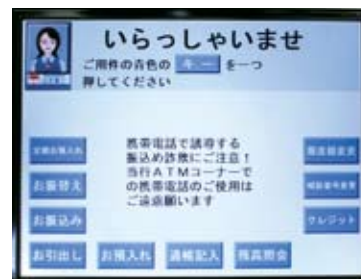 いらっしゃいませ
ご用件の青色の キー を一つ
押してください
携帯電話で誘導する
振込め詐欺にご注意！
当行ATMコーナーで
の携帯電話のご使用は
ご遠慮願います
お振替え
お振込み
クレジット
お引出し
お預入れ
通帳記入
残高照会